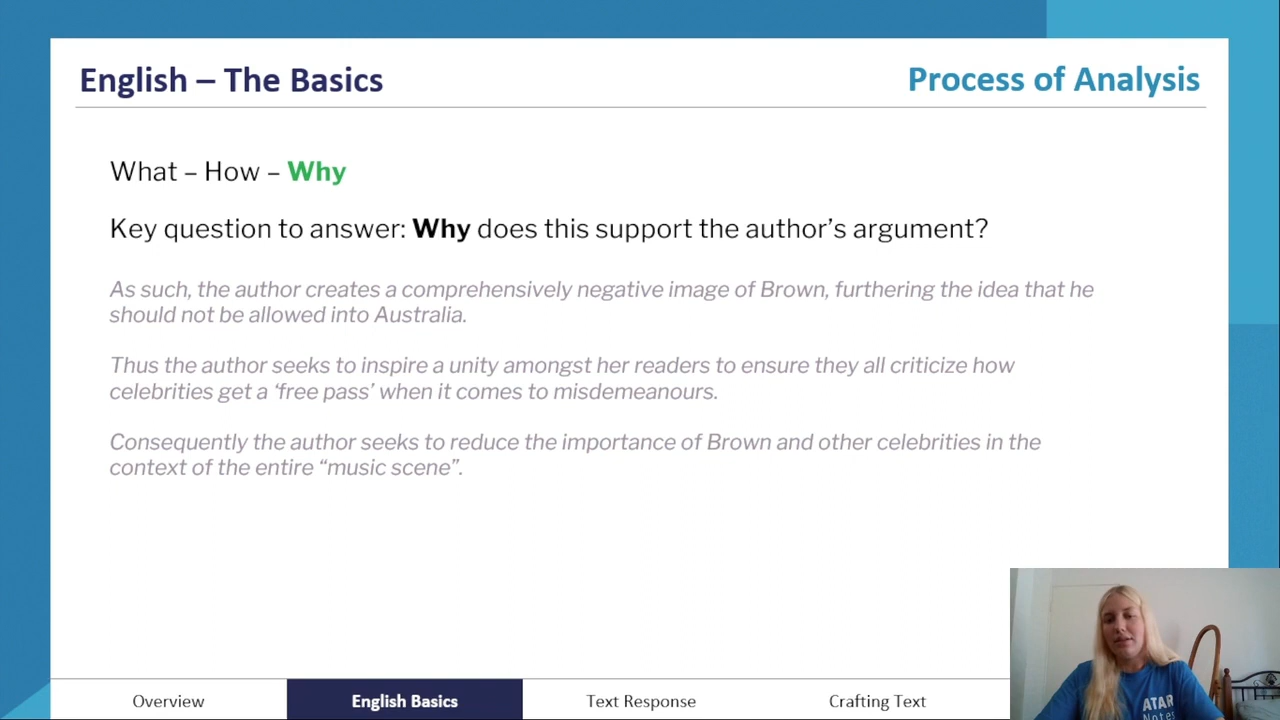 English – The Basics
Process of Analysis
What – How – Why
Key question to answer: Why does this support the author’s argument?
As such, the author creates a comprehensively negative image of Brown, furthering the idea that he
should not be allowed into Australia.
Thus the author seeks to inspire a unity amongst her readers to ensure they all criticize how
celebrities get a ‘free pass’ when it comes to misdemeanours.
Consequently the author seeks to reduce the importance of Brown and other celebrities in the
context of the entire “music scene”.
Overview
English Basics
Text Response
Crafting Text
ATAR
Notes